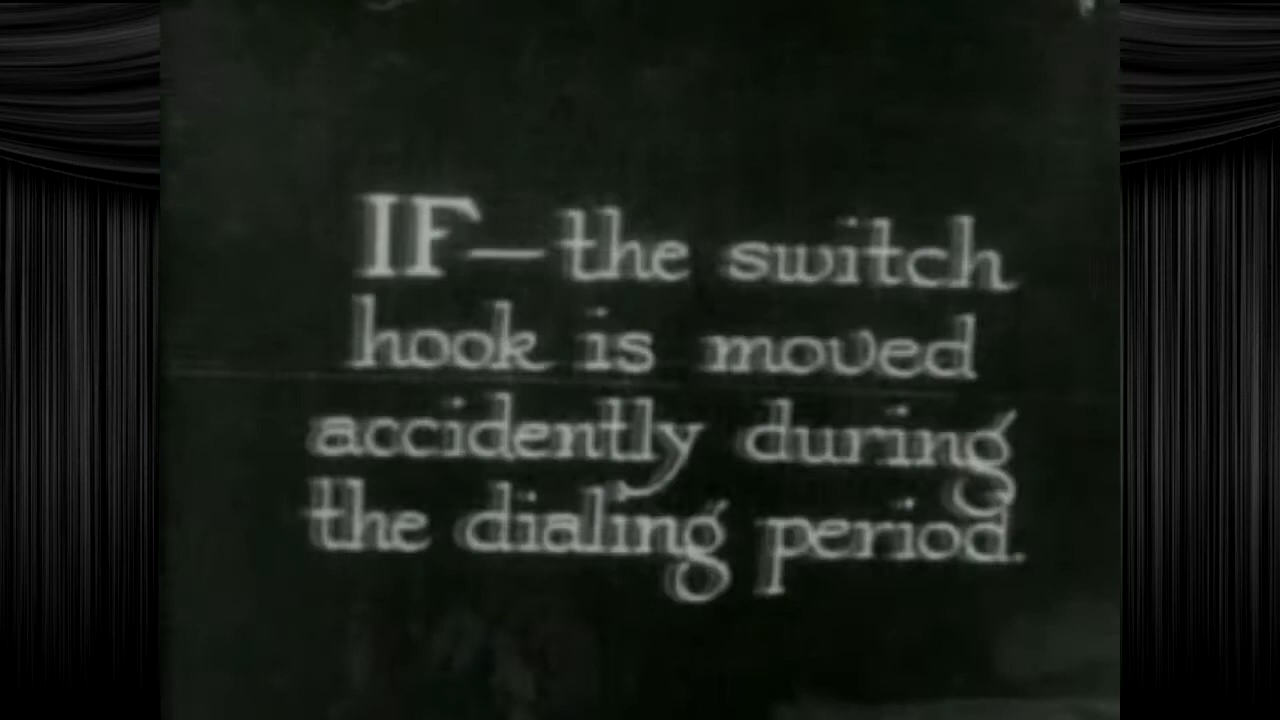 IF—the switch
hook is moved
accidently during
the dialing period.